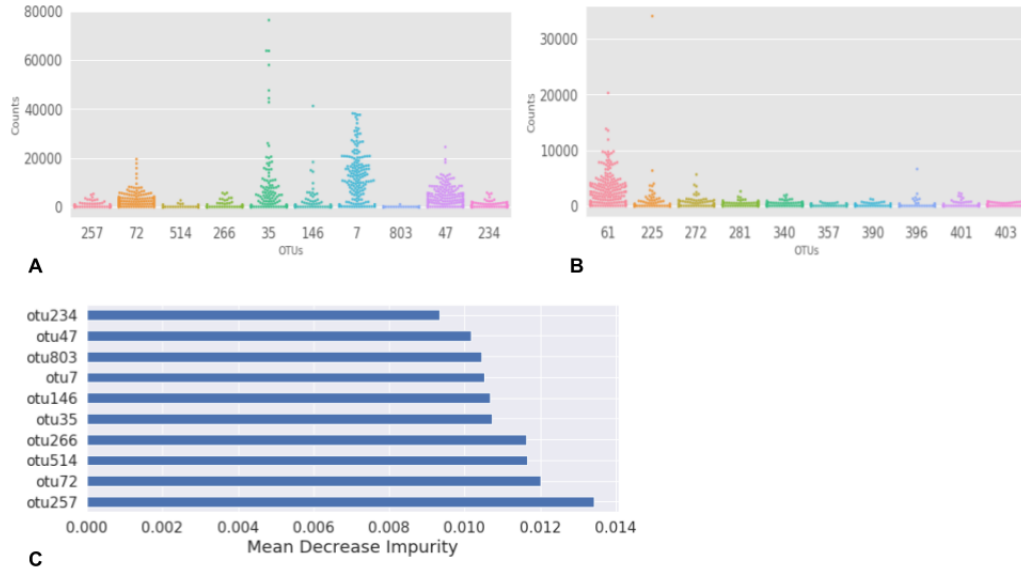 80000
60000
40000
20000
0
Counts
257 72 514 266 35 146 7 803 47 234
OTUs
A
30000
20000
10000
0
Counts
61 225 272 281 340 357 390 396 401 403
OTUs
B
otu234
otu47
otu803
otu7
otu146
otu35
otu266
otu514
otu72
otu257
0.000 0.002 0.004 0.006 0.008 0.010 0.012 0.014
Mean Decrease Impurity
C